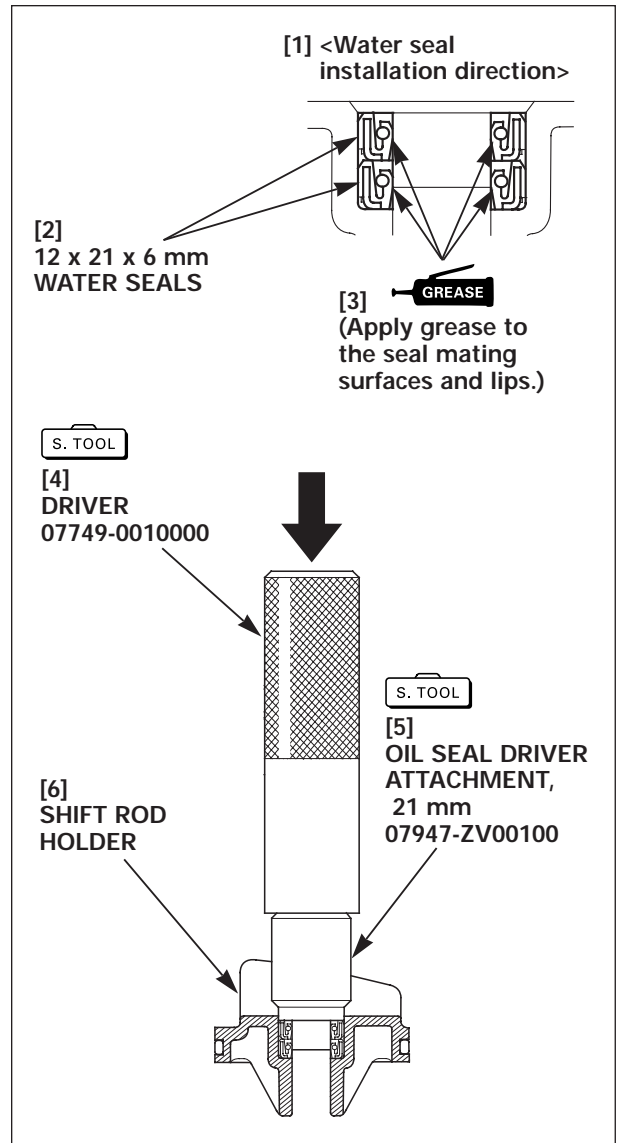 [1] <Water seal
installation direction>
[2]
12 x 21 x 6 mm
WATER SEALS
GREASE
[3]
(Apply grease to
the seal mating
surfaces and lips.)
S. TOOL
[4]
DRIVER
07749-0010000
S. TOOL
[5]
OIL SEAL DRIVER
ATTACHMENT,
21 mm
07947-ZV00100
[6]
SHIFT ROD
HOLDER